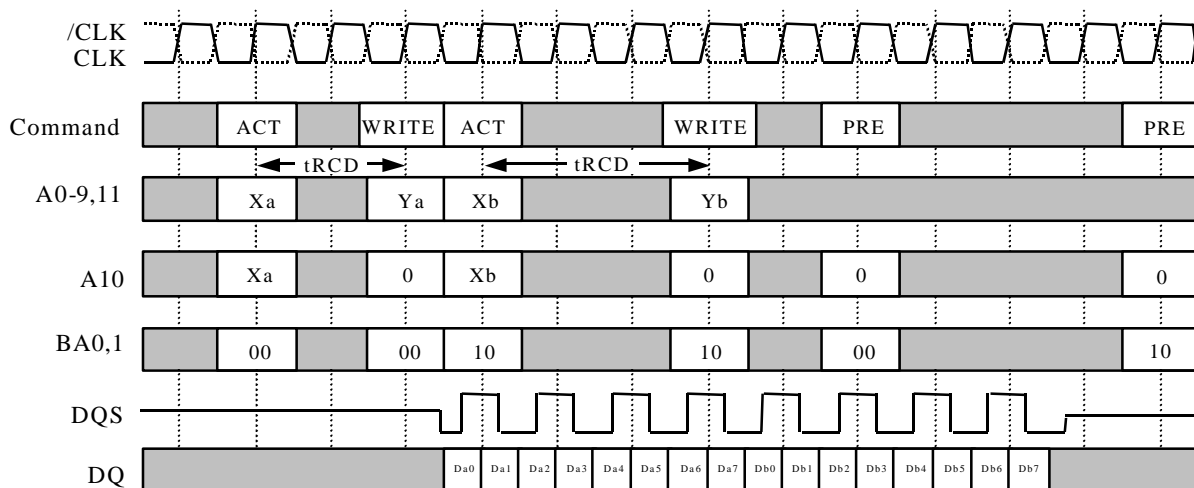 /CLK
CLK
Command ACT WRITE ACT WRITE PRE PRE
tRCD tRCD
A0-9,11 Xa Ya Xb Yb
A10 Xa 0 Xb 0 0 0
BA0,1 00 00 10 10 00 10
DQS
DQ Da0 Da1 Da2 Da3 Da4 Da5 Da6 Da7 Db0 Db1 Db2 Db3 Db4 Db5 Db6 Db7